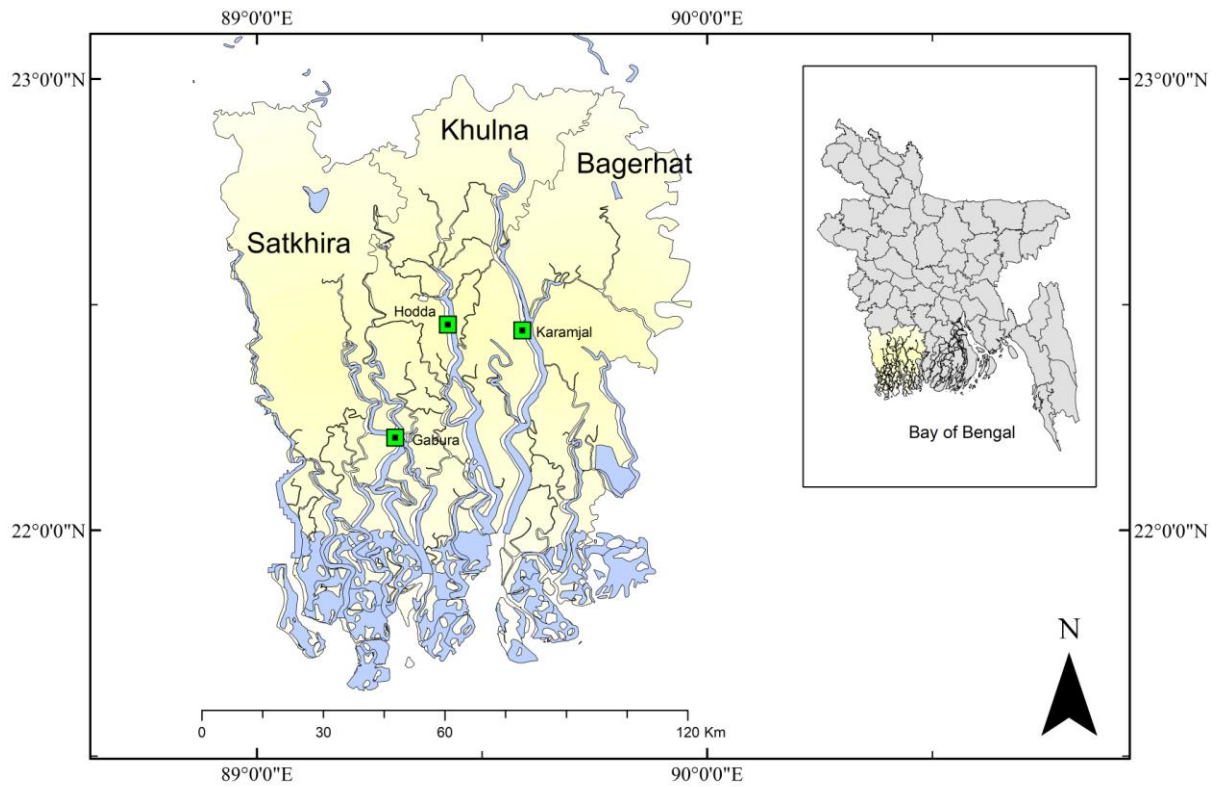 89°0'0"E
90°0'0"E
23°0'0"N
23°0'0"N
Khulna
Bagerhat
Satkhira
Hodda
Karamjal
Bay of Bengal
Gabura
22°0'0"N
22°0'0"N
N
0 30 60 120 Km
89°0'0"E
90°0'0"E